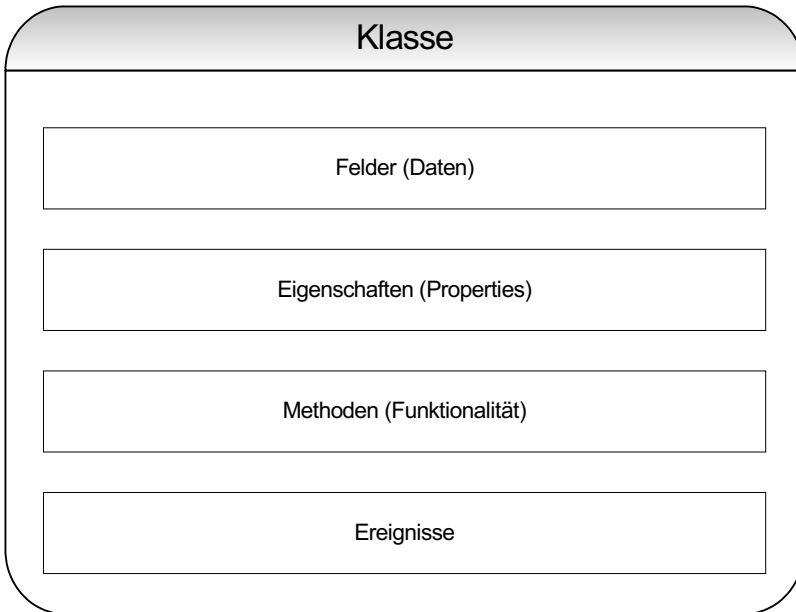 Klasse
Felder (Daten)
Eigenschaften (Properties)
Methoden (Funktionalität)
Ereignisse